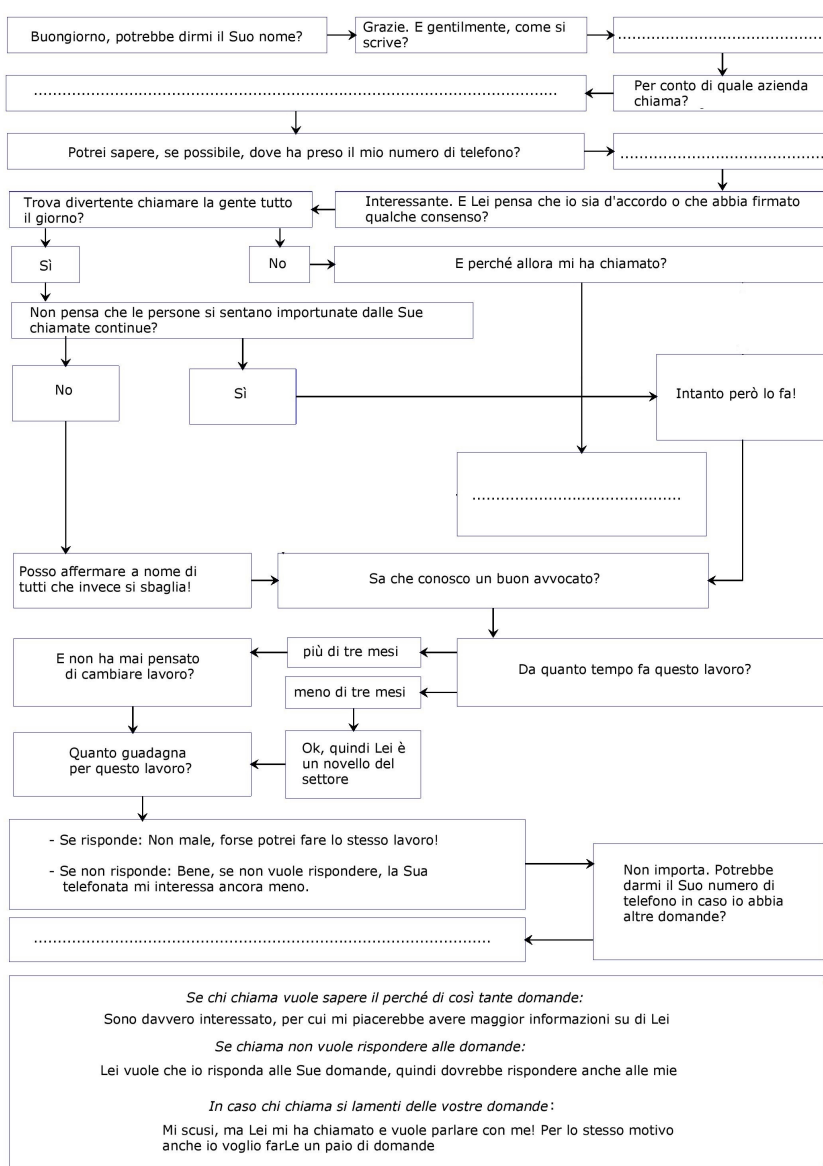 Buongiorno, potrebbe dirmi il Suo nome?
Grazie. E gentilmente, come si
scrive?
.............................................
Per conto di quale azienda
chiama?
................................................................................................................
Potrei sapere, se possibile, dove ha preso il mio numero di telefono?
.............................................
Interessante. E Lei pensa che io sia d'accordo o che abbia firmato
qualche consenso?
Trova divertente chiamare la gente tutto
il giorno?
Sì
No
E perché allora mi ha chiamato?
Non pensa che le persone si sentano importunate dalle Sue
chiamate continue?
No
Sì
Intanto però lo fa!
.............................................
Posso affermare a nome di
tutti che invece si sbaglia!
Sa che conosco un buon avvocato?
Da quanto tempo fa questo lavoro?
più di tre mesi
meno di tre mesi
E non ha mai pensato
di cambiare lavoro?
Ok, quindi Lei è
un novello del
settore
Quanto guadagna
per questo lavoro?
- Se risponde: Non male, forse potrei fare lo stesso lavoro!
- Se non risponde: Bene, se non vuole rispondere, la Sua
telefonata mi interessa ancora meno.
Non importa. Potrebbe
darmi il Suo numero di
telefono in caso io abbia
altre domande?
..................................................................................................
Se chi chiama vuole sapere il perché di così tante domande:
Sono davvero interessato, per cui mi piacerebbe avere maggior informazioni su di Lei
Se chiama non vuole rispondere alle domande:
Lei vuole che io risponda alle Sue domande, quindi dovrebbe rispondere anche alle mie
In caso chi chiama si lamenti delle vostre domande:
Mi scusi, ma Lei mi ha chiamato e vuole parlare con me! Per lo stesso motivo
anche io voglio farLe un paio di domande